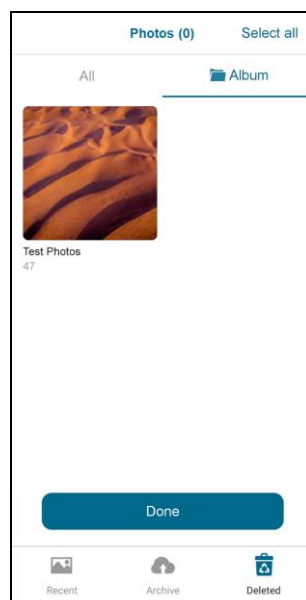 Photos (0) Select all
All Album
Test Photos
47
Done
Recent Archive Deleted